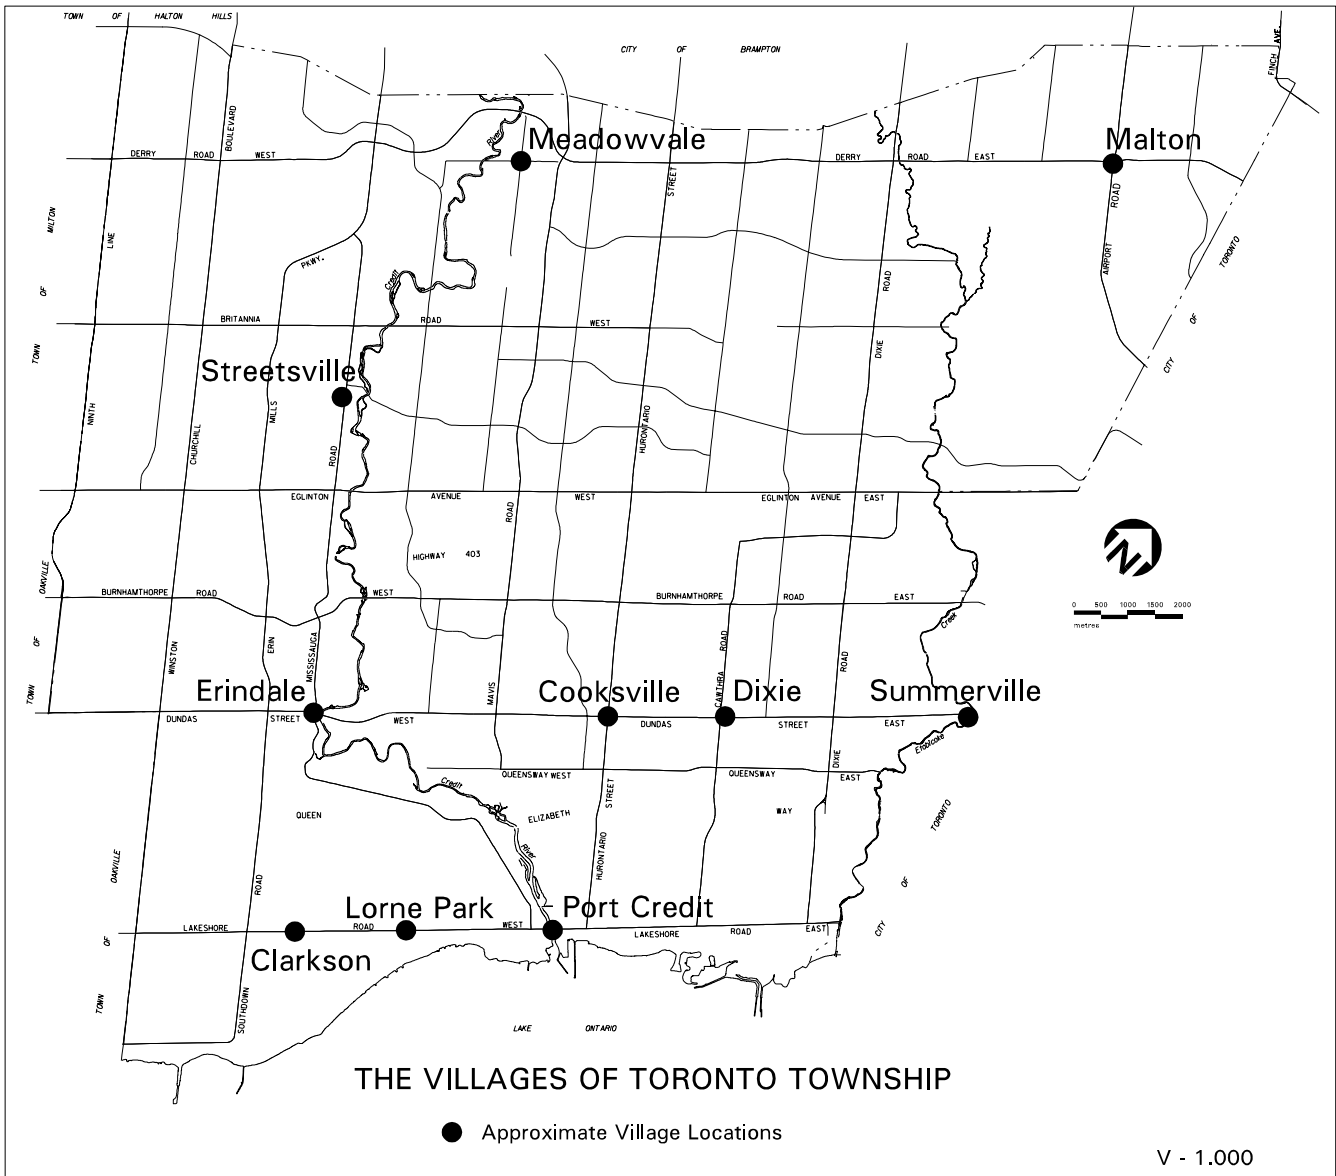 TOWN OF HALTON HILLS
CITY OF BRAMPTON
FINCH AVE.
BOULEVARD
River
Meadowvale
Malton
DERRY ROAD WEST
DERRY ROAD EAST
STREET
ROAD
MILTON
OF
TOWN
LINE
PKWY.
Credit
AIRPORT
ROAD
TORONTO
OF
CITY
BRITANNIA ROAD WEST
DIXIE
Streetsville
NINTH
CHURCHILL
MILLS
ROAD
HURONTARIO
EGLINTON AVENUE WEST
EGLINTON AVENUE EAST
ROAD
HIGHWAY 403
N
OAKVILLE
OF
TOWN
BURNHAMTHORPE ROAD WEST
BURNHAMTHORPE ROAD EAST
0 500 1000 1500 2000
metres
Creek
WINSTON
ERIN
MISSISSAUGA
MAVIS
CAWTHRA ROAD
ROAD
Erindale
Cooksville
Dixie
Summerville
DUNDAS STREET WEST
DUNDAS STREET EAST
Etobicoke
DIXIE
QUEENSWAY WEST
QUEENSWAY EAST
Credit
STREET
QUEEN ELIZABETH WAY
TORONTO
OF
CITY
River
HURONTARIO
OAKVILLE
OF
TOWN
ROAD
Lorne Park
Port Credit
LAKESHORE ROAD WEST
LAKESHORE ROAD EAST
Clarkson
SOUTHDOWN
LAKE ONTARIO
THE VILLAGES OF TORONTO TOWNSHIP
Approximate Village Locations
V - 1.000